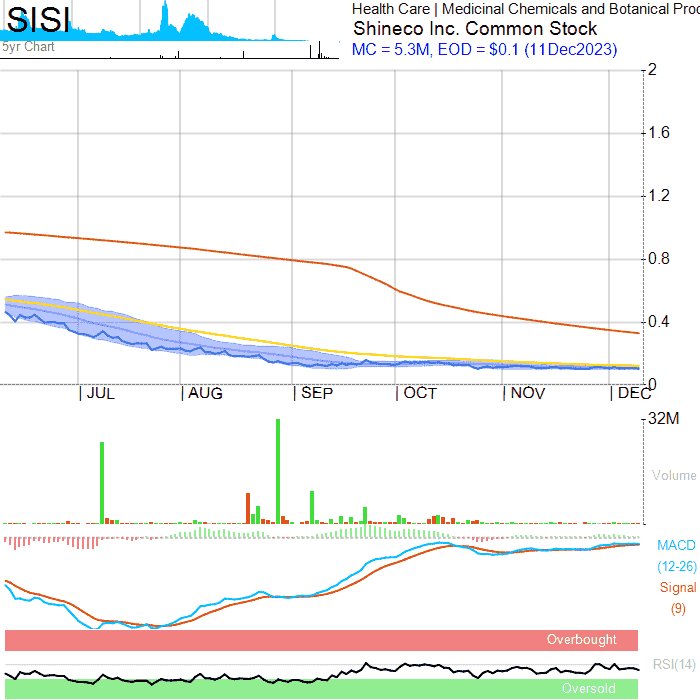 SISI
Health Care | Medicinal Chemicals and Botanical Proc
Shineco Inc. Common Stock
5yr Chart
MC = 5.3M, EOD = $0.1 (11Dec2023)
2
1.6
1.2
0.8
0.4
0
JUL AUG SEP OCT NOV DEC
32M
Volume
MACD
(12-26)
Signal
(9)
Overbought
RSI(14)
Oversold